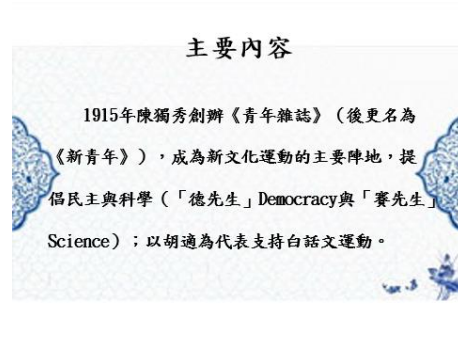 主要內容
1915年陳獨秀創辦《青年雜誌》（後更名為
《新青年》），成為新文化運動的主要陣地，提
倡民主與科學（「德先生」Democracy與「賽先生」
Science）；以胡適為代表支持白話文運動。